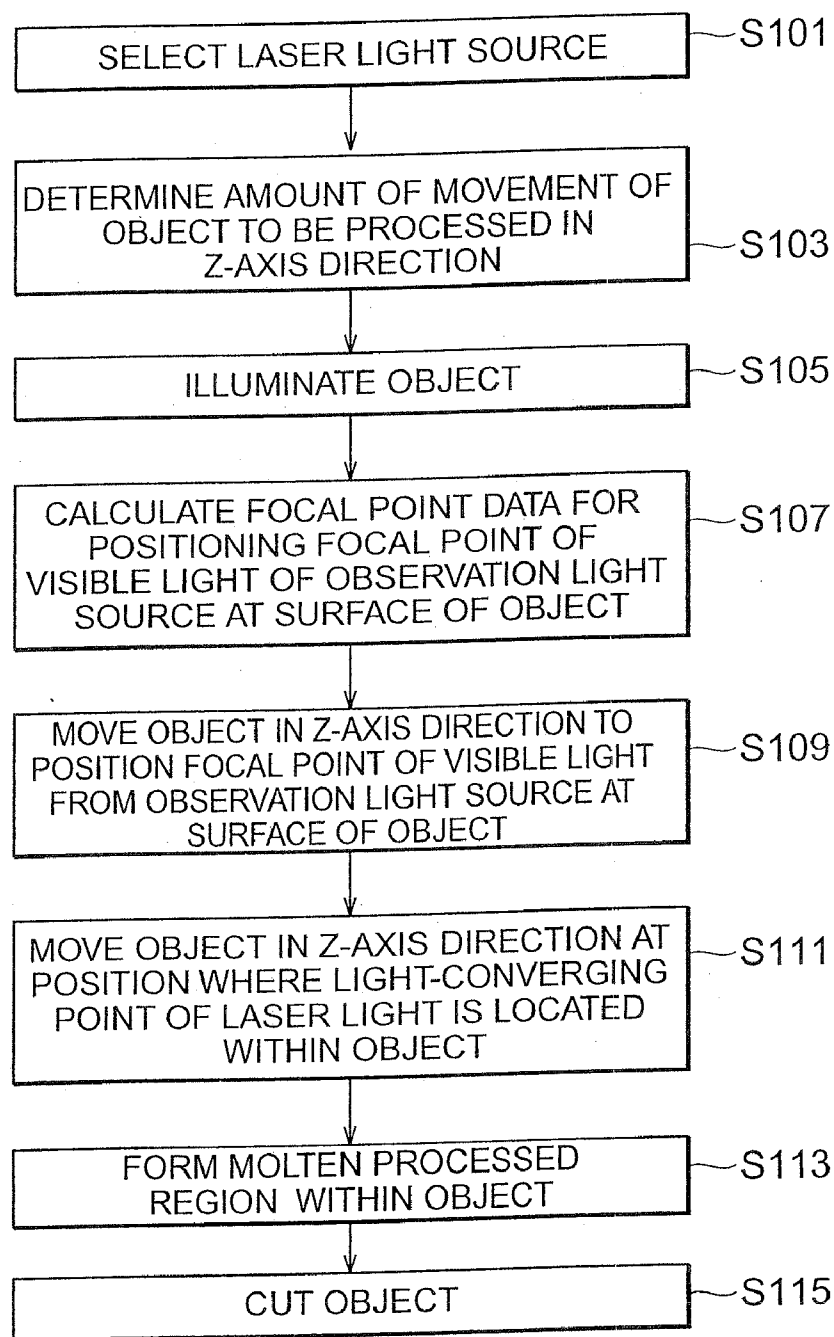 SELECT LASER LIGHT SOURCE
S101
DETERMINE AMOUNT OF MOVEMENT OF
OBJECT TO BE PROCESSED IN
Z-AXIS DIRECTION
S103
ILLUMINATE OBJECT
S105
CALCULATE FOCAL POINT DATA FOR
POSITIONING FOCAL POINT OF
VISIBLE LIGHT OF OBSERVATION LIGHT
SOURCE AT SURFACE OF OBJECT
S107
MOVE OBJECT IN Z-AXIS DIRECTION TO
POSITION FOCAL POINT OF VISIBLE LIGHT
FROM OBSERVATION LIGHT SOURCE AT
SURFACE OF OBJECT
S109
MOVE OBJECT IN Z-AXIS DIRECTION AT
POSITION WHERE LIGHT-CONVERGING
POINT OF LASER LIGHT IS LOCATED
WITHIN OBJECT
S111
FORM MOLTEN PROCESSED
REGION WITHIN OBJECT
S113
CUT OBJECT
S115